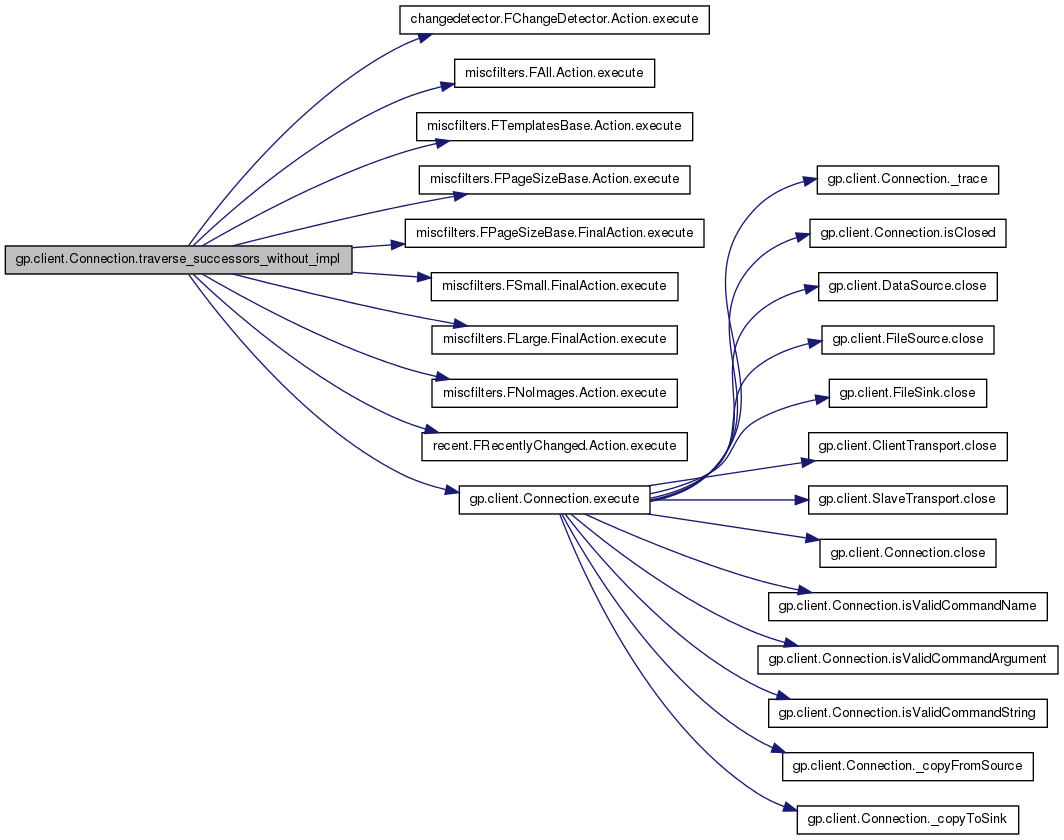 changedetector.FChangeDetector.Action.execute
miscfilters.FAll.Action.execute
miscfilters.FTemplatesBase.Action.execute
miscfilters.FPageSizeBase.Action.execute
miscfilters.FPageSizeBase.FinalAction.execute
gp.client.Connection.traverse_successors_without_impl
miscfilters.FSmall.FinalAction.execute
miscfilters.FLarge.FinalAction.execute
miscfilters.FNoImages.Action.execute
recent.FRecentlyChanged.Action.execute
gp.client.Connection.execute
gp.client.Connection._trace
gp.client.Connection.isClosed
gp.client.DataSource.close
gp.client.FileSource.close
gp.client.FileSink.close
gp.client.ClientTransport.close
gp.client.SlaveTransport.close
gp.client.Connection.close
gp.client.Connection.isValidCommandName
gp.client.Connection.isValidCommandArgument
gp.client.Connection.isValidCommandString
gp.client.Connection._copyFromSource
gp.client.Connection._copyToSink